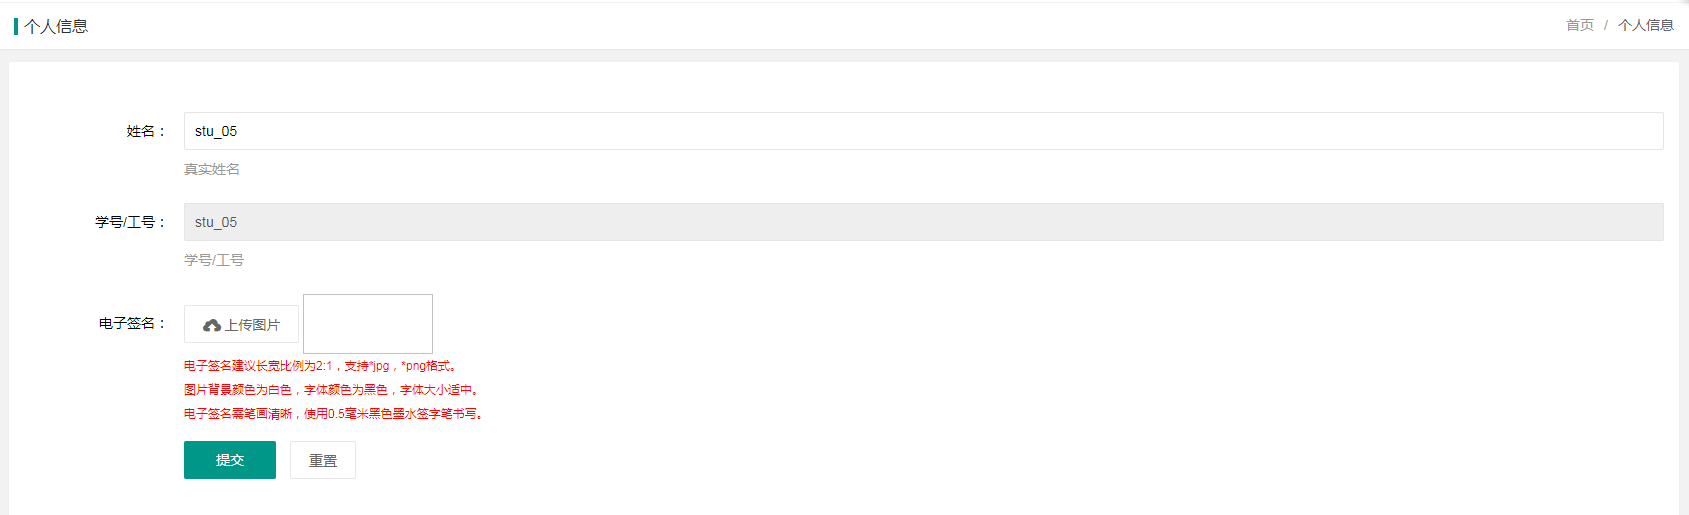 个人信息
首页 / 个人信息
姓名：
stu_05
真实姓名
学号/工号：
stu_05
学号/工号
电子签名：
上传图片
电子签名建议长宽比例为2:1，支持*jpg，*png格式。
图片背景颜色为白色，字体颜色为黑色，字体大小适中。
电子签名需笔画清晰，使用0.5毫米黑色墨水签字笔书写。
提交
重置